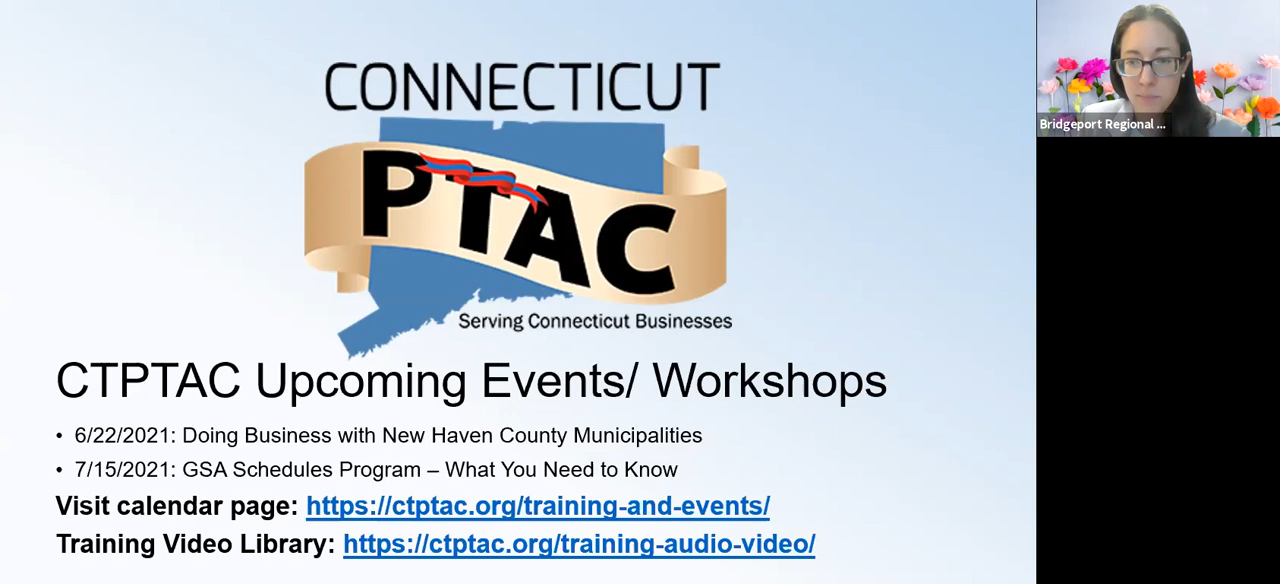 CONNECTICUT
PTAC
Serving Connecticut Businesses
CTPTAC Upcoming Events/ Workshops
• 6/22/2021: Doing Business with New Haven County Municipalities
• 7/15/2021: GSA Schedules Program – What You Need to Know
Visit calendar page: https://ctptac.org/training-and-events/
Training Video Library: https://ctptac.org/training-audio-video/
Bridgeport Regional ...